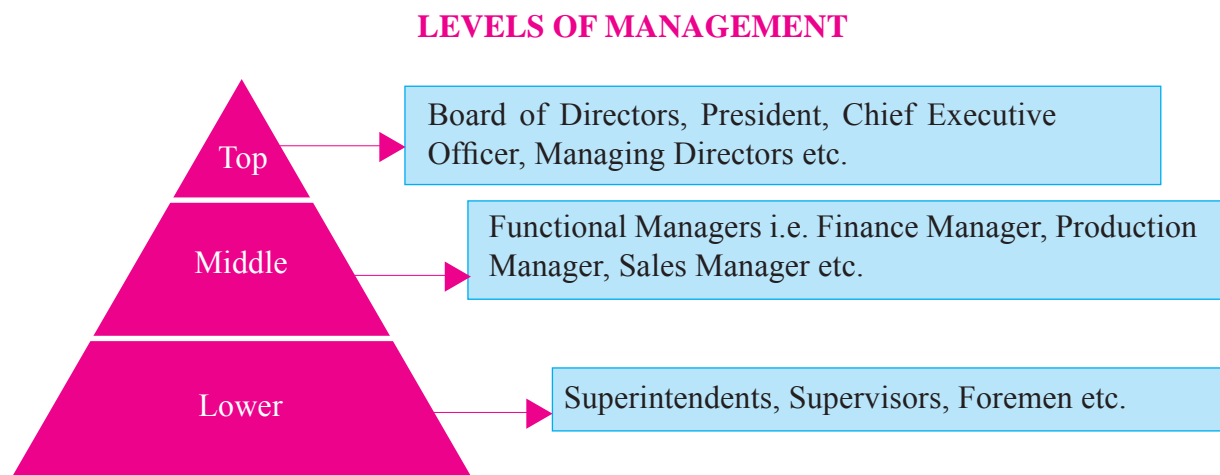 LEVELS OF MANAGEMENT
Top
Board of Directors, President, Chief Executive
Officer, Managing Directors etc.
Middle
Functional Managers i.e. Finance Manager, Production
Manager, Sales Manager etc.
Lower
Superintendents, Supervisors, Foremen etc.